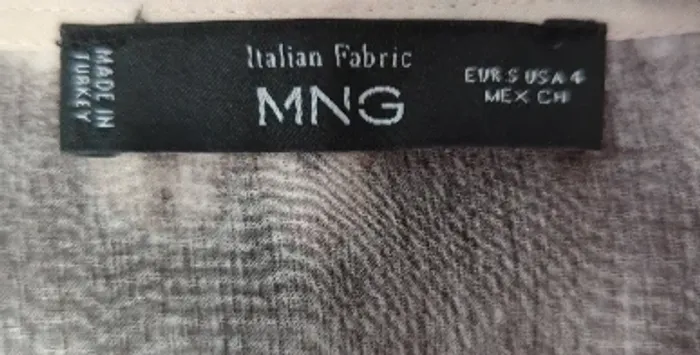 MADE IN
TURKEY
Italian Fabric
MNG
EUR S USA 4
MEX CH